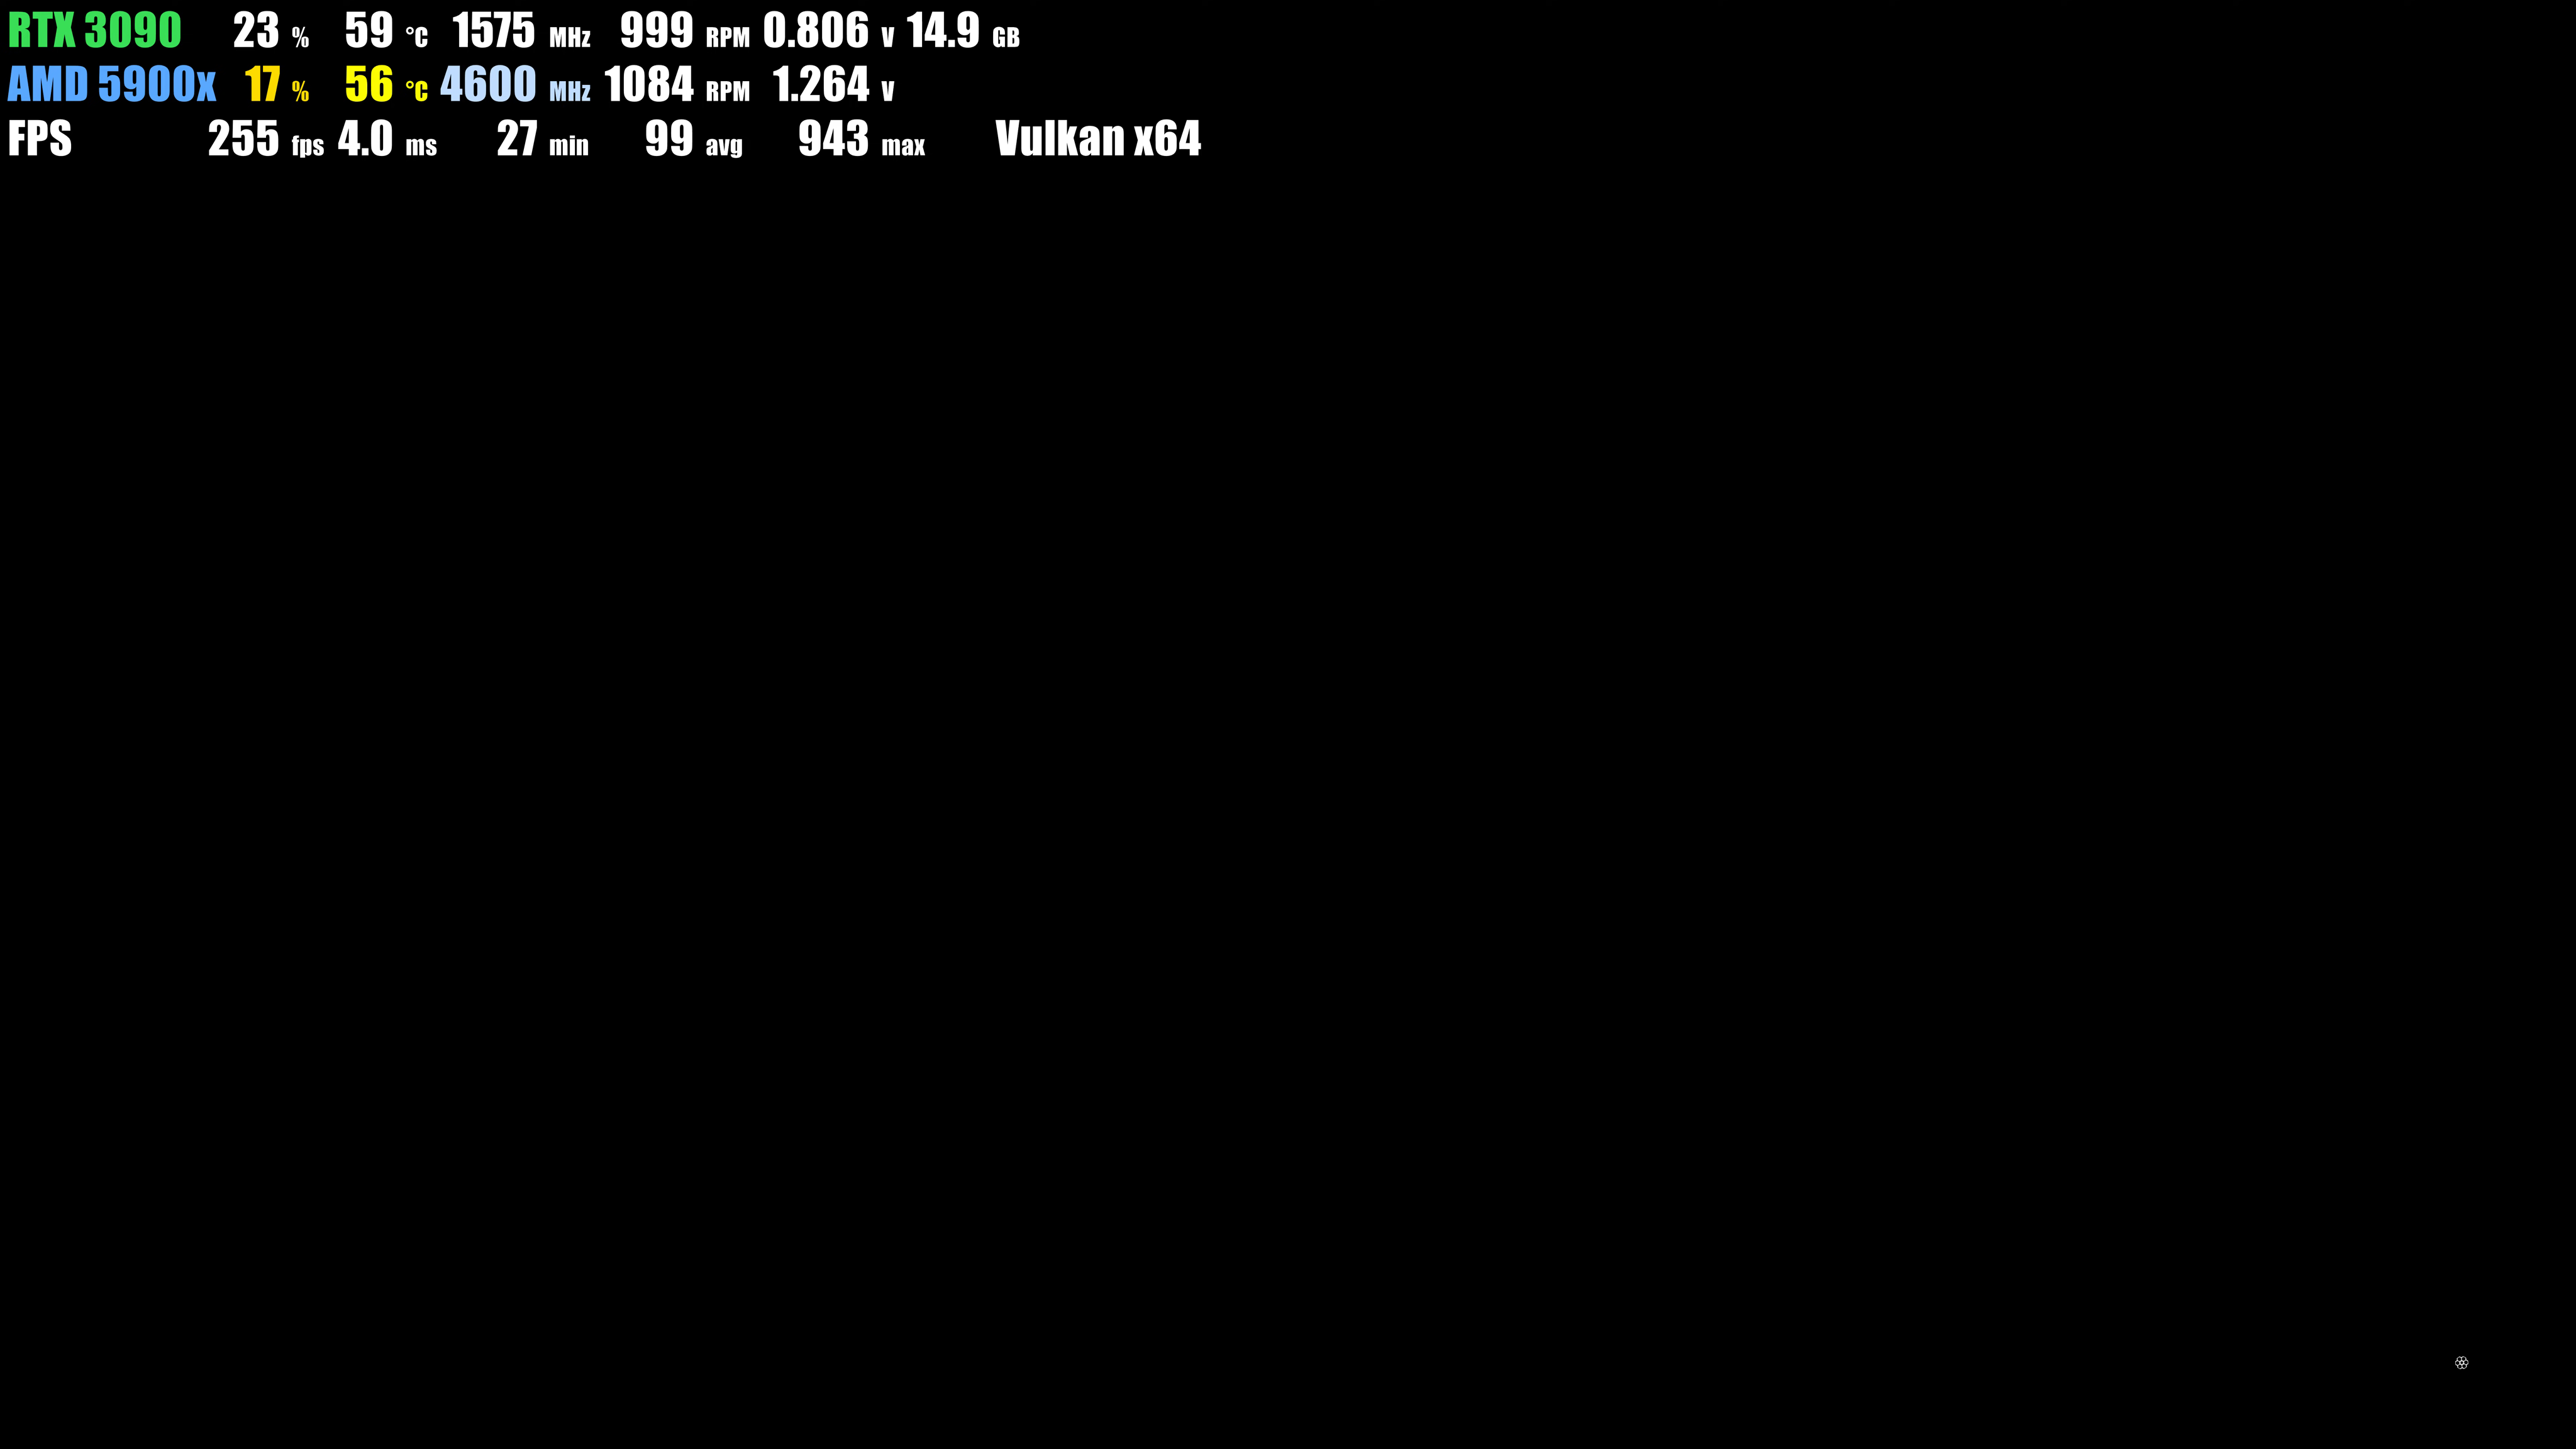 RTX 3090 23 % 59 °C 1575 MHz 999 RPM 0.806 V 14.9 GB
AMD 5900x 17 % 56 °C 4600 MHz 1084 RPM 1.264 V
FPS 255 fps 4.0 ms 27 min 99 avg 943 max Vulkan x64